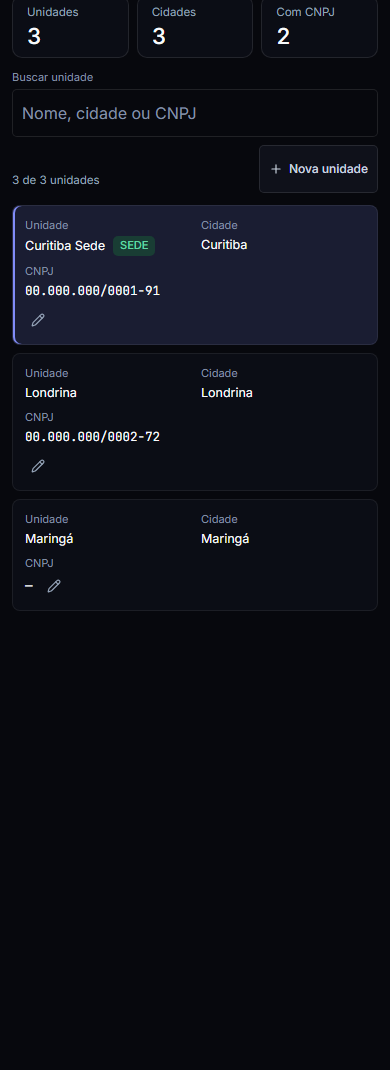 Unidades Cidades Com CNPJ
3 3 2
Buscar unidade
Nome, cidade ou CNPJ
3 de 3 unidades
+ Nova unidade
Unidade Cidade
Curitiba Sede SEDE Curitiba
CNPJ
00.000.000/0001-91
Unidade Cidade
Londrina Londrina
CNPJ
00.000.000/0002-72
Unidade Cidade
Maringá Maringá
CNPJ
—